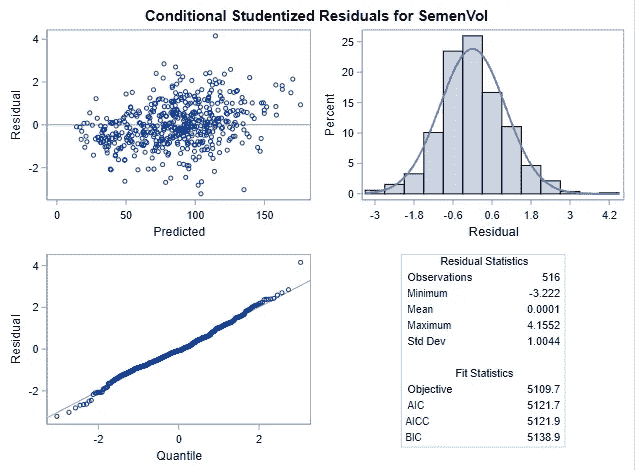 Conditional Studentized Residuals for SemenVol
4
2
0
-2
Residual
0
50
100
150
Predicted
25
20
15
10
5
0
Percent
-3
-1.8
-0.6
0.6
1.8
3
4.2
Residual
4
2
0
-2
Residual
-2
0
2
Quantile
Residual Statistics
Observations 516
Minimum -3.222
Mean 0.0001
Maximum 4.1552
Std Dev 1.0044
Fit Statistics
Objective 5109.7
AIC 5121.7
AICC 5121.9
BIC 5138.9